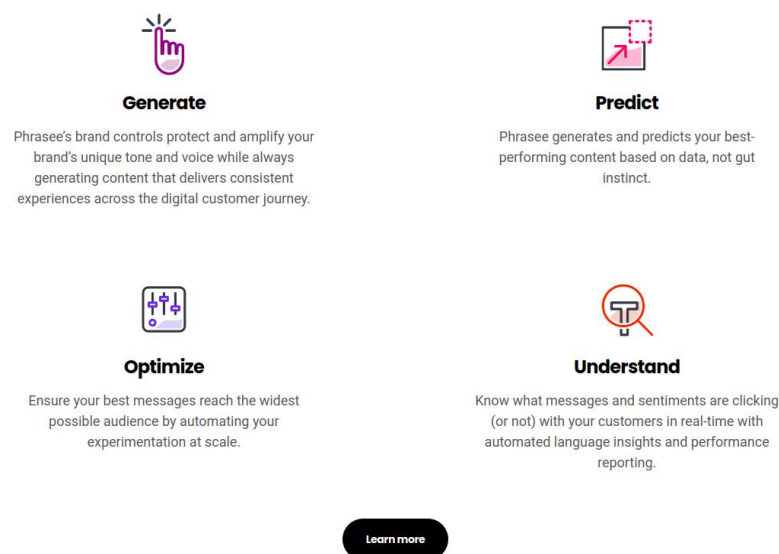 Generate
Phrasee's brand controls protect and amplify your
brand's unique tone and voice while always
generating content that delivers consistent
experiences across the digital customer journey.
Predict
Phrasee generates and predicts your best-
performing content based on data, not gut
instinct.
Optimize
Ensure your best messages reach the widest
possible audience by automating your
experimentation at scale.
Understand
Know what messages and sentiments are clicking
(or not) with your customers in real-time with
automated language insights and performance
reporting.
Learn more